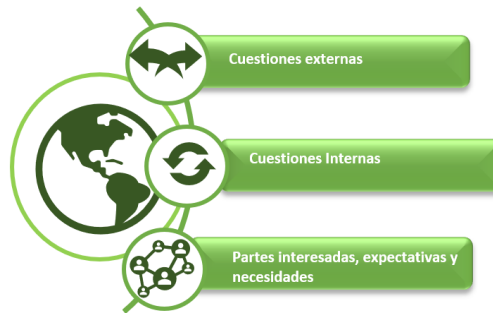 Cuestiones externas
Cuestiones Internas
Partes interesadas, expectativas y
necesidades